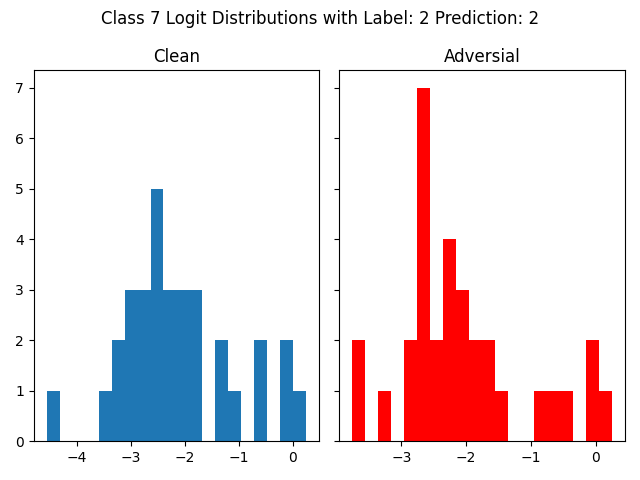 Class 7 Logit Distributions with Label: 2 Prediction: 2
Clean
Adversial
7
6
5
4
3
2
1
0
−4 −3 −2 −1 0
−3 −2 −1 0